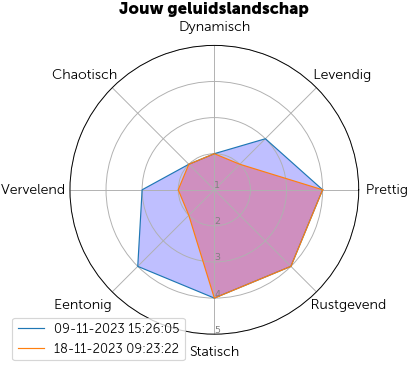 Jouw geluidslandschap
Dynamisch
Chaotisch
Levendig
Vervelend
Prettig
1
2
3
4
5
Eentonig
Rustgevend
Statisch
09-11-2023 15:26:05
18-11-2023 09:23:22